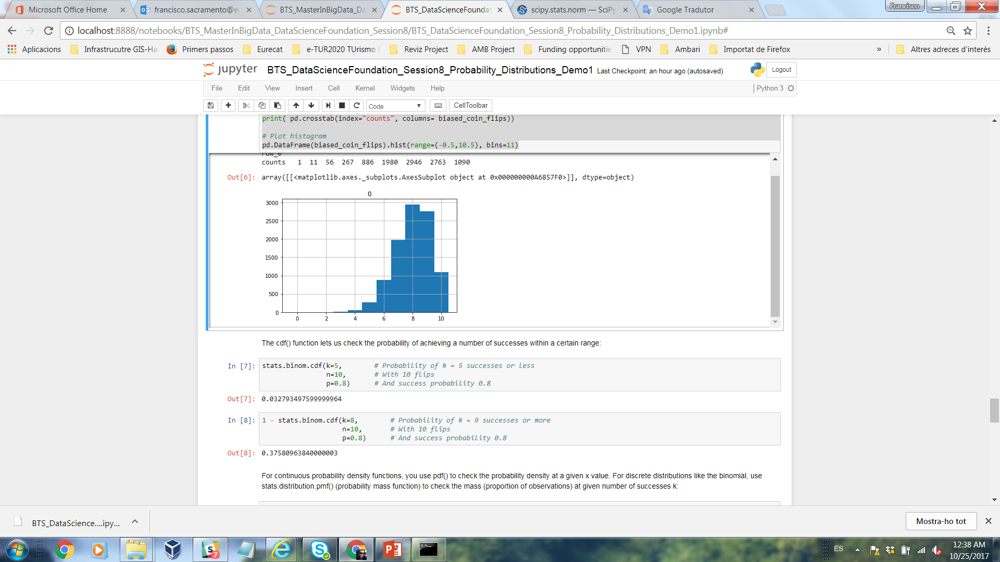 Microsoft Office Home
francisco.sacramento@e
BTS_MasterInBigData_Da
BTS_DataScienceFoundat
scipy.stats.norm — SciPy
Google Tradutor
Francisco
localhost:8888/notebooks/BTS_MasterInBigData_DataScienceFoundation_Session8/BTS_DataScienceFoundation_Session8_Probability_Distributions_Demo1.ipynb#
Aplicacions
Infrastrucutre GIS-Ha
Primers passos
Eurecat
e-TUR2020 TUrismo F
Reviz Project
AMB Project
Funding opportunitie
VPN
Ambari
Importat de Firefox
»
Altres adreces d'interès
jupyter BTS_DataScienceFoundation_Session8_Probability_Distributions_Demo1 Last Checkpoint: an hour ago (autosaved)
Logout
File Edit View Insert Cell Kernel Widgets Help
Python 3
Code
CellToolbar
print( pd.crosstab(index="counts", columns= biased_coin_flips))
# Plot histogram
pd.DataFrame(biased_coin_flips).hist(range=(-0.5,10.5), bins=11)
row_0
counts 1 11 56 267 886 1980 2946 2763 1090
Out[6]: array([[<matplotlib.axes._subplots.AxesSubplot object at 0x000000000A6857F0>]], dtype=object)
0
3000
2500
2000
1500
1000
500
0
0 2 4 6 8 10
The cdf() function lets us check the probability of achieving a number of successes within a certain range:
In [7]: stats.binom.cdf(k=5, # Probability of k = 5 successes or less
n=10, # With 10 flips
p=0.8) # And success probability 0.8
Out[7]: 0.032793497599999964
In [8]: 1 - stats.binom.cdf(k=8, # Probability of k = 9 successes or more
n=10, # With 10 flips
p=0.8) # And success probability 0.8
Out[8]: 0.37580963840000003
For continuous probability density functions, you use pdf() to check the probability density at a given x value. For discrete distributions like the binomial, use
stats.distribution.pmf() (probability mass function) to check the mass (proportion of observations) at given number of successes k:
BTS_DataScience....ipy...
Mostra-ho tot
7
ES
12:38 AM
10/25/2017